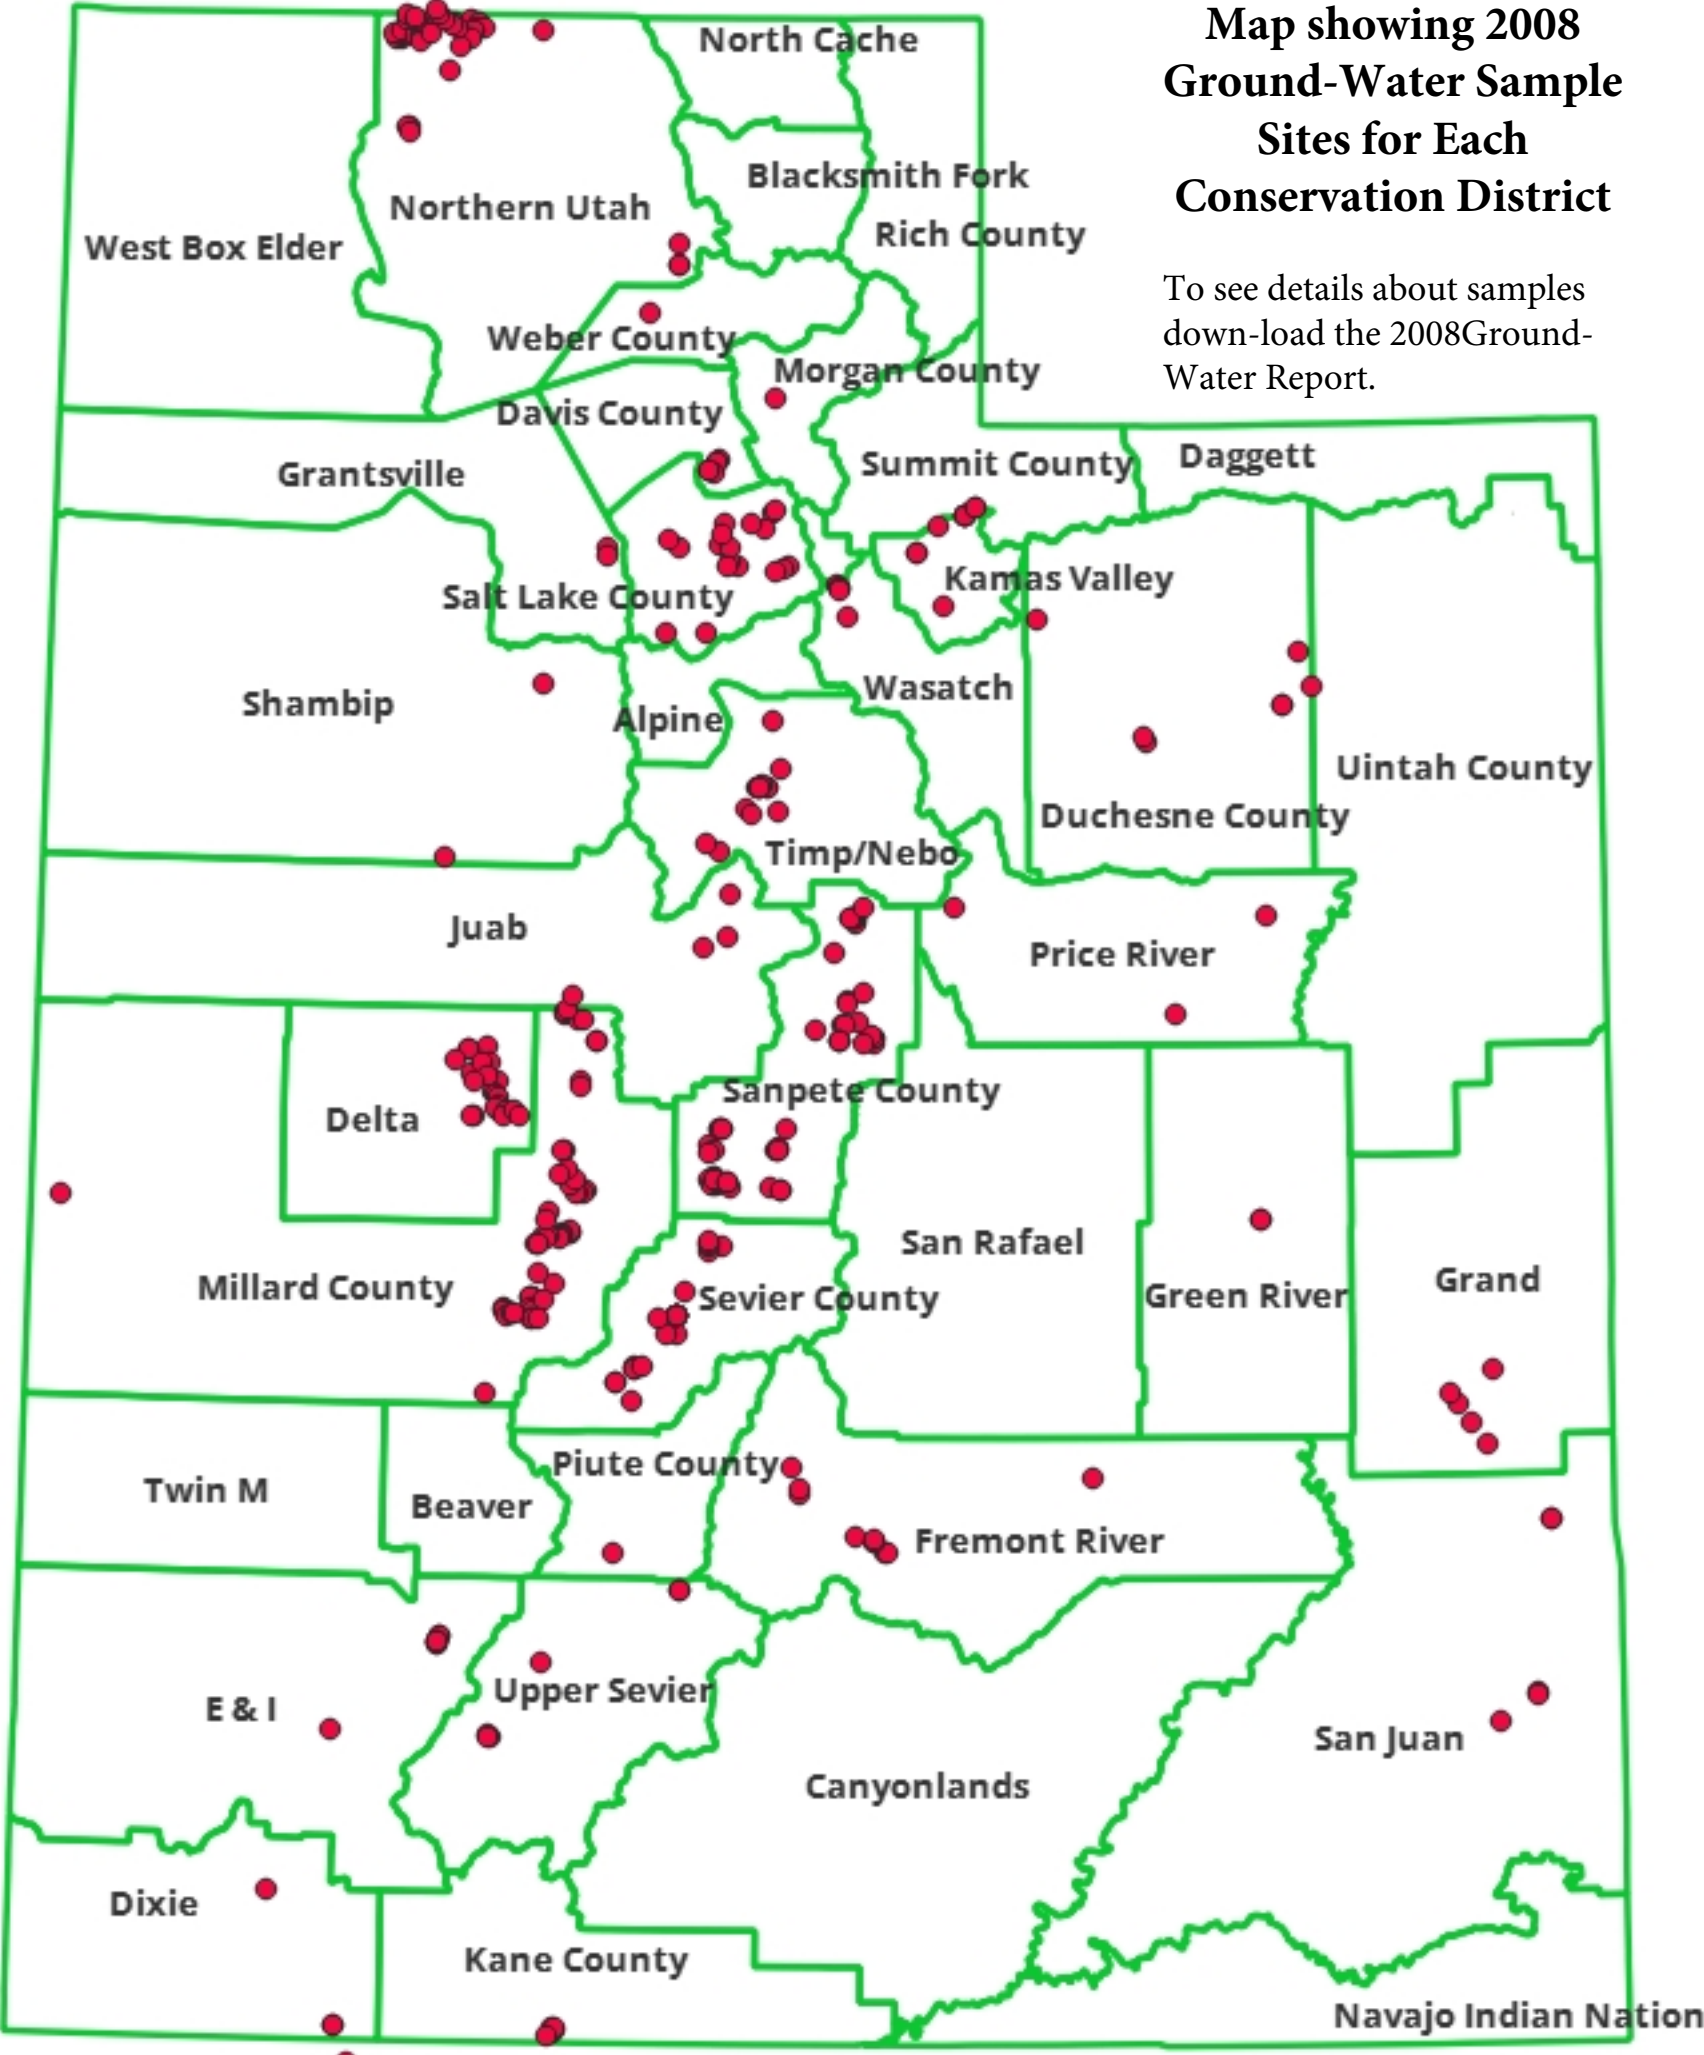 Map showing 2008
Ground-Water Sample
Sites for Each
Conservation District
To see details about samples
down-load the 2008Ground-
Water Report.
North Cache
Blacksmith Fork
Northern Utah
Rich County
West Box Elder
Weber County
Morgan County
Davis County
Summit County
Daggett
Grantsville
Kamas Valley
Salt Lake County
Wasatch
Shambip
Alpine
Uintah County
Duchesne County
Timp/Nebo
Juab
Price River
Sanpete County
Delta
San Rafael
Grand
Millard County
Sevier County
Green River
Piute County
Twin M
Beaver
Fremont River
Upper Sevier
E & I
San Juan
Canyonlands
Dixie
Kane County
Navajo Indian Nation